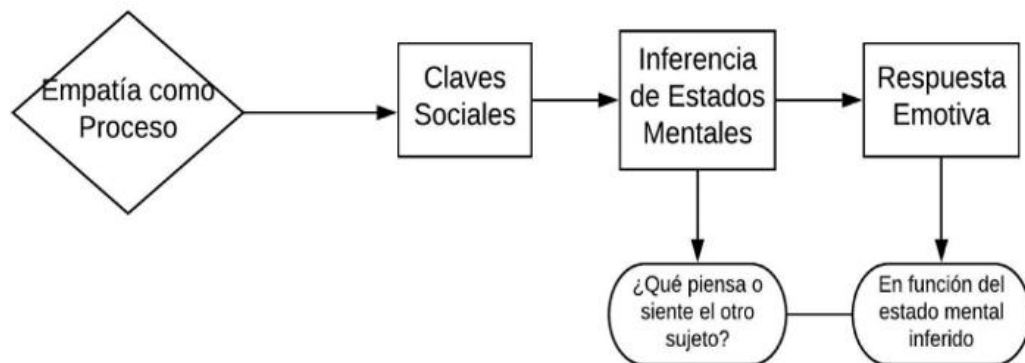 Empatía como
Proceso
Claves
Sociales
Inferencia
de Estados
Mentales
Respuesta
Emotiva
¿Qué piensa o
siente el otro
sujeto?
En función del
estado mental
inferido